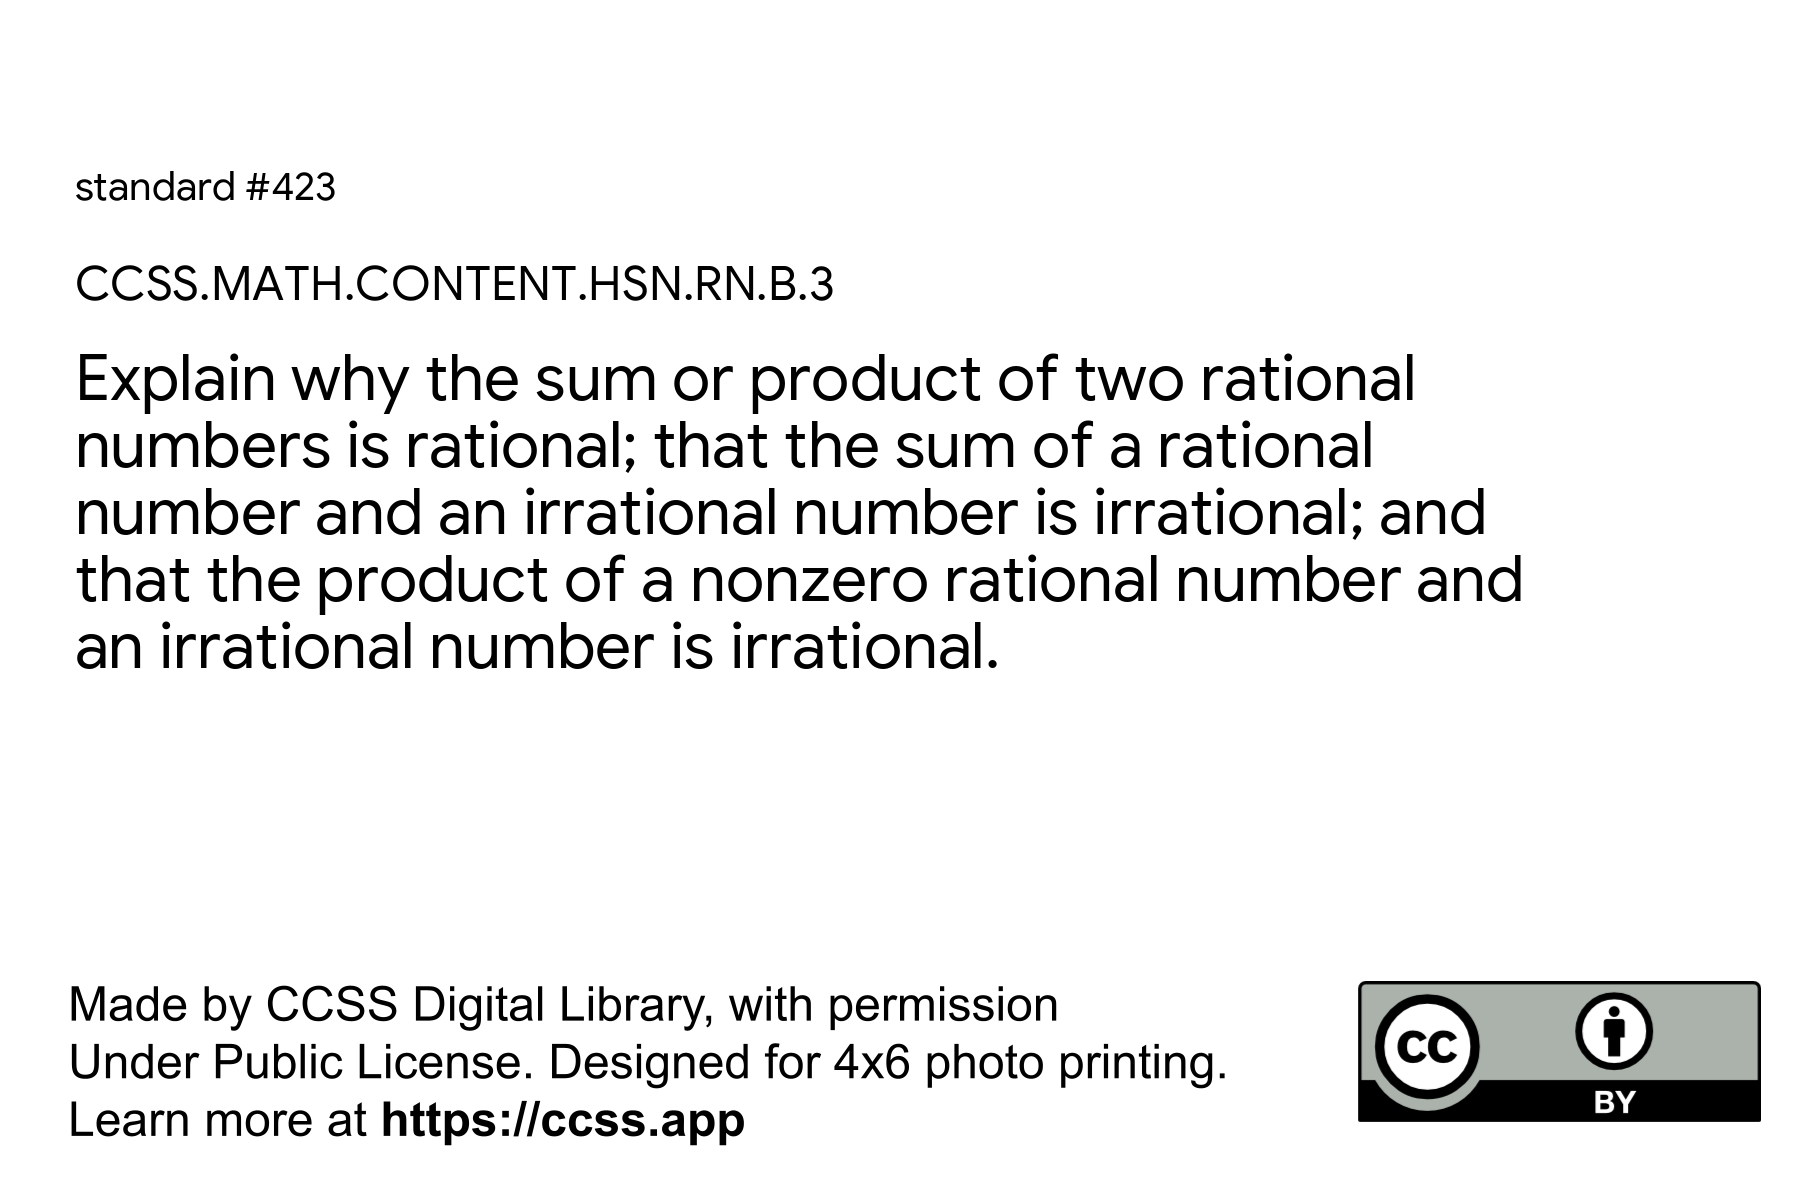 standard #423
CCSS.MATH.CONTENT.HSN.RN.B.3
Explain why the sum or product of two rational
numbers is rational; that the sum of a rational
number and an irrational number is irrational; and
that the product of a nonzero rational number and
an irrational number is irrational.
Made by CCSS Digital Library, with permission
Under Public License. Designed for 4x6 photo printing.
Learn more at https://ccss.app
cc
BY